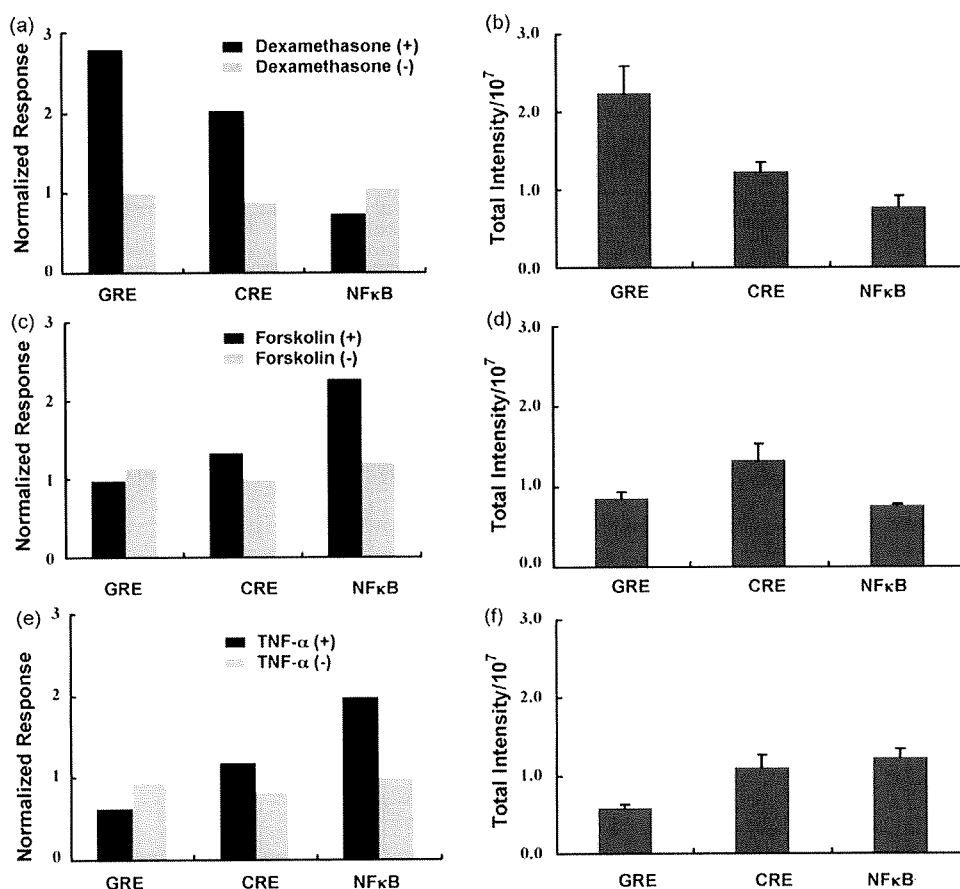 (a)
Normalized Response
3
2
1
0
Dexamethasone (+)
Dexamethasone (-)
GRE CRE NFκB
(b)
Total Intensity/10⁷
3.0
2.0
1.0
0.0
GRE CRE NFκB
(c)
Normalized Response
3
2
1
0
Forskolin (+)
Forskolin (-)
GRE CRE NFκB
(d)
Total Intensity/10⁷
3.0
2.0
1.0
0.0
GRE CRE NFκB
(e)
Normalized Response
3
2
1
0
TNF-α (+)
TNF-α (-)
GRE CRE NFκB
(f)
Total Intensity/10⁷
3.0
2.0
1.0
0.0
GRE CRE NFκB